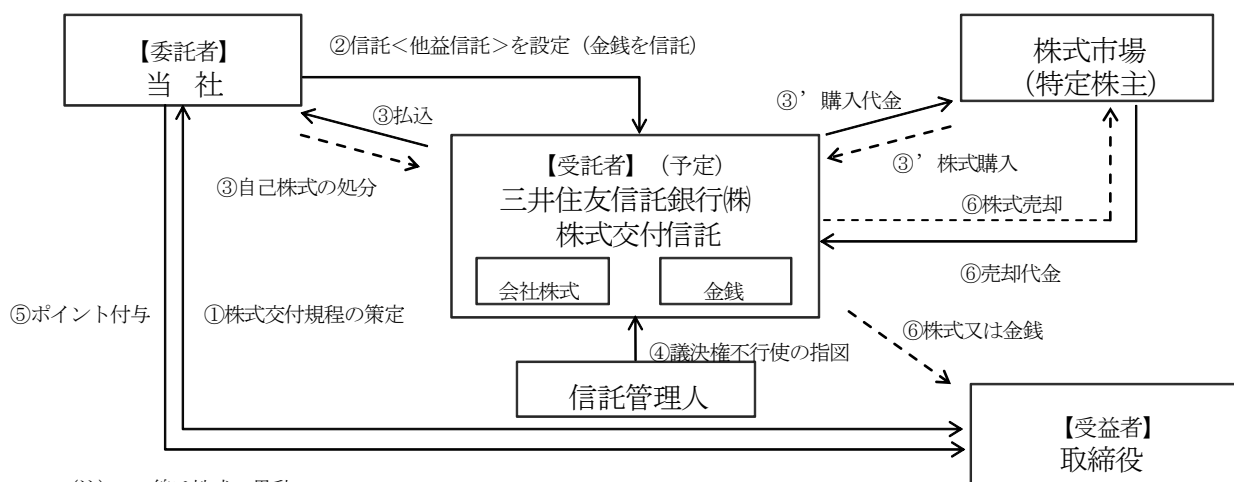 【委託者】
当 社
②信託<他益信託>を設定（金銭を信託）
株式市場
（特定株主）
③払込
③’購入代金
③自己株式の処分
【受託者】（予定）
三井住友信託銀行㈱
株式交付信託
会社株式
金銭
③’株式購入
⑥株式売却
⑥売却代金
⑤ポイント付与
①株式交付規程の策定
④議決権不行使の指図
⑥株式又は金銭
信託管理人
【受益者】
取締役